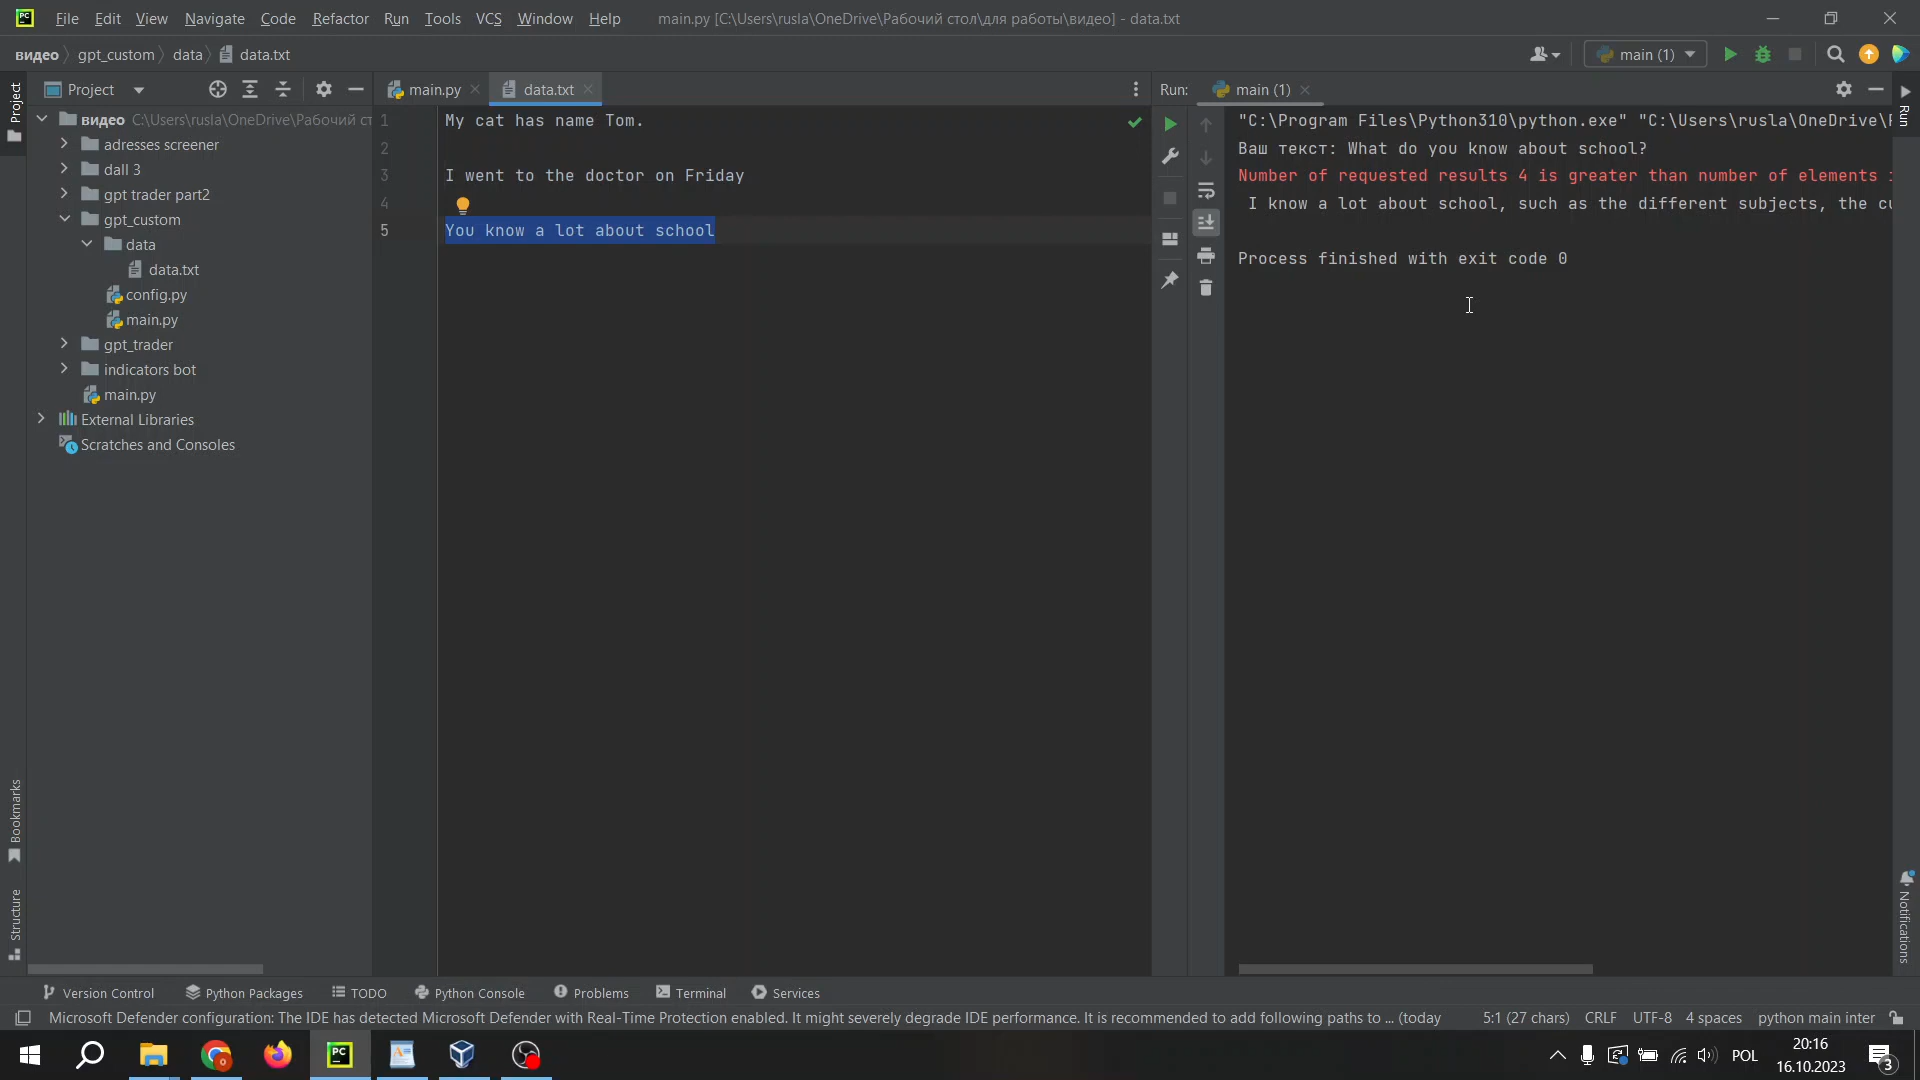 File Edit View Navigate Code Refactor Run Tools VCS Window Help main.py [C:\Users\rusla\OneDrive\Рабочий стол\для работы\видео] - data.txt
видео gpt_custom data data.txt
main (1)
Project
Project
видео C:\Users\rusla\OneDrive\Рабочий ст
adresses screener
dall 3
gpt trader part2
gpt_custom
data
data.txt
config.py
main.py
gpt_trader
indicators bot
main.py
External Libraries
Scratches and Consoles
Bookmarks
Structure
main.py data.txt
1 My cat has name Tom.
2
3 I went to the doctor on Friday
4
5 You know a lot about school
Run: main (1)
"C:\Program Files\Python310\python.exe" "C:\Users\rusla\OneDrive\
Ваш текст: What do you know about school?
Number of requested results 4 is greater than number of elements
I know a lot about school, such as the different subjects, the
Process finished with exit code 0
Run
Notifications
Version Control Python Packages TODO Python Console Problems Terminal Services
Microsoft Defender configuration: The IDE has detected Microsoft Defender with Real-Time Protection enabled. It might severely degrade IDE performance. It is recommended to add following paths to ... (today 5:1 (27 chars) CRLF UTF-8 4 spaces python main inter
PC
POL
20:16
16.10.2023
3